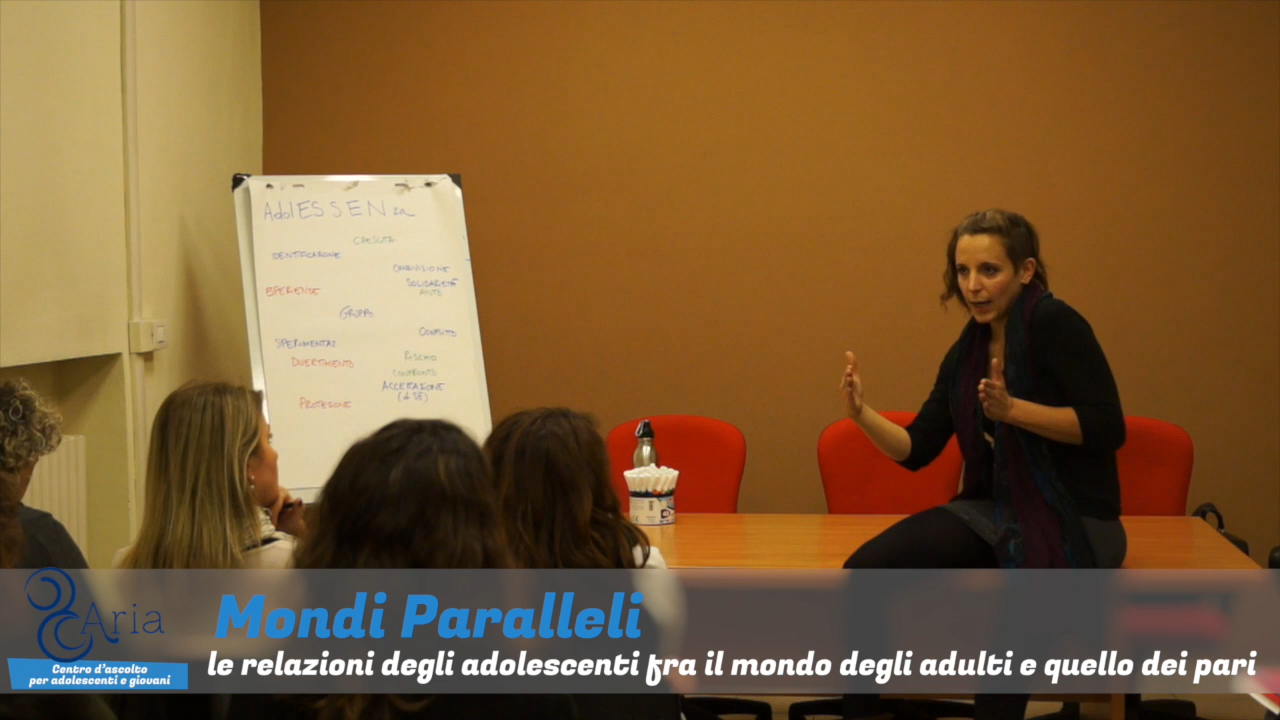 AdolESSENza
CRESCITA
IDENTIFICAZIONE
CONDIVISIONE
SOLIDARIETÀ
AIUTO
GRUPPO
CONFLITTO
SPERIMENTAZ
DIVERTIMENTO
RISCHIO
CONFRONTO
ACCETTAZIONE
(di SÉ)
PROTEZIONE
Aria
Centro d'ascolto
per adolescenti e giovani
Mondi Paralleli
le relazioni degli adolescenti fra il mondo degli adulti e quello dei pari